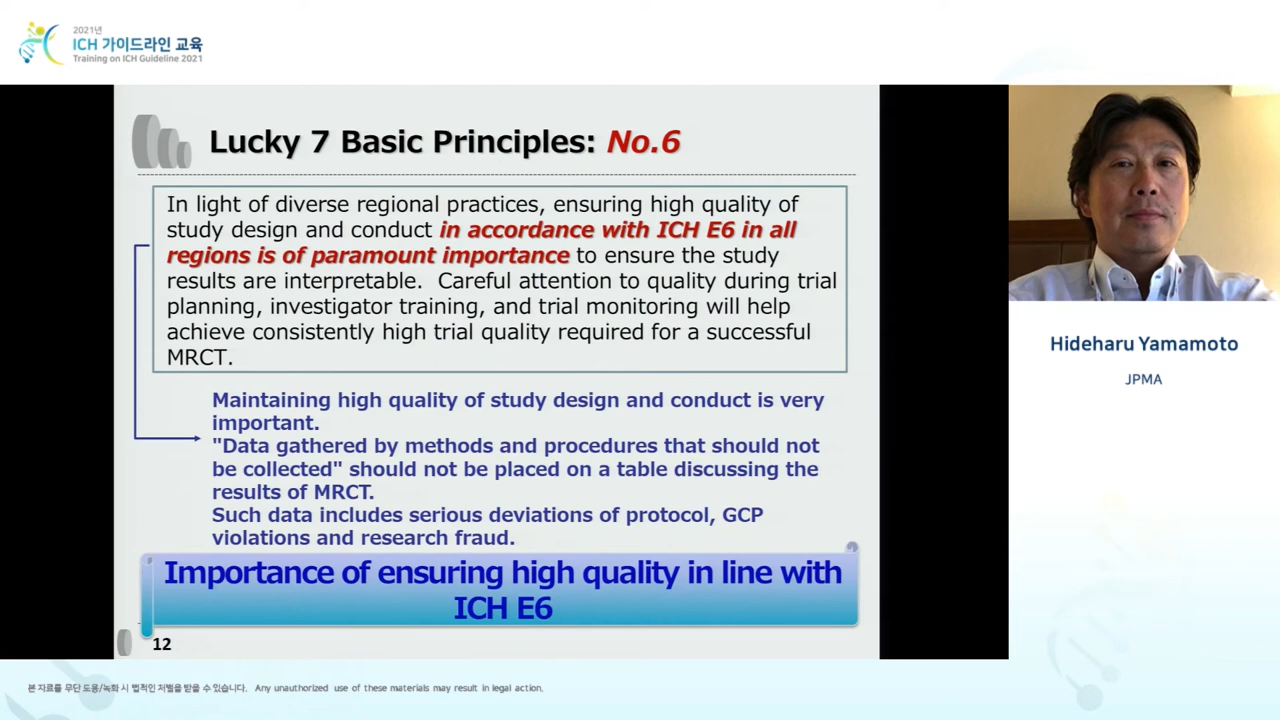 2021년
ICH 가이드라인 교육
Training on ICH Guideline 2021
Lucky 7 Basic Principles: No.6
In light of diverse regional practices, ensuring high quality of
study design and conduct in accordance with ICH E6 in all
regions is of paramount importance to ensure the study
results are interpretable. Careful attention to quality during trial
planning, investigator training, and trial monitoring will help
achieve consistently high trial quality required for a successful
MRCT.
Maintaining high quality of study design and conduct is very
important.
"Data gathered by methods and procedures that should not
be collected" should not be placed on a table discussing the
results of MRCT.
Such data includes serious deviations of protocol, GCP
violations and research fraud.
Importance of ensuring high quality in line with
ICH E6
12
Hideharu Yamamoto
JPMA
본 자료를 무단 도용/녹화 시 법적인 처벌을 받을 수 있습니다. Any unauthorized use of these materials may result in legal action.